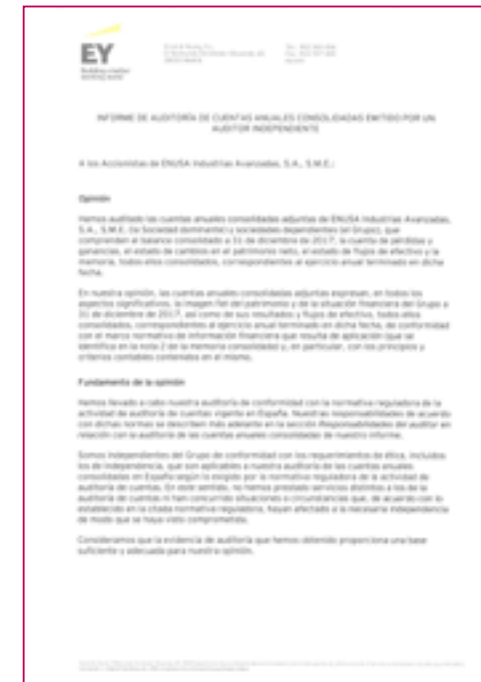 EY
INFORME DE AUDITORÍA DE CUENTAS ANUALES CONSOLIDADAS EMITIDO POR UN
AUDITOR INDEPENDIENTE
A los Accionistas de ENUSA Industrias Avanzadas, S.A., S.M.E.:
Opinión
Hemos auditado las cuentas anuales consolidadas adjuntas de ENUSA Industrias Avanzadas,
S.A., S.M.E. (la Sociedad dominante) y sociedades dependientes (el Grupo), que
comprenden el balance consolidado a 31 de diciembre de 2017, la cuenta de pérdidas y
ganancias, el estado de cambios en el patrimonio neto, el estado de flujos de efectivo y la
memoria, todos ellos consolidados, correspondientes al ejercicio anual terminado en dicha
fecha.
En nuestra opinión, las cuentas anuales consolidadas adjuntas expresan, en todos los
aspectos significativos, la imagen fiel del patrimonio y de la situación financiera del Grupo a
31 de diciembre de 2017, así como de sus resultados y flujos de efectivo, todos ellos
consolidados, correspondientes al ejercicio anual terminado en dicha fecha, de conformidad
con el marco normativo de información financiera que resulta de aplicación (que se
identifica en la nota 2 de la memoria consolidada) y, en particular, con los principios y
criterios contables contenidos en el mismo.
Fundamento de la opinión
Hemos llevado a cabo nuestra auditoría de conformidad con la normativa reguladora de la
actividad de auditoría de cuentas vigente en España. Nuestras responsabilidades de acuerdo
con dichas normas se describen más adelante en la sección Responsabilidades del auditor en
relación con la auditoría de las cuentas anuales consolidadas de nuestro informe.
Somos independientes del Grupo de conformidad con los requerimientos de ética, incluidos
los de independencia, que son aplicables a nuestra auditoría de las cuentas anuales
consolidadas en España según lo exigido por la normativa reguladora de la actividad de
auditoría de cuentas. En este sentido, no hemos prestado servicios distintos a los de la
auditoría de cuentas ni han concurrido situaciones o circunstancias que, de acuerdo con lo
establecido en la citada normativa reguladora, hayan afectado a la necesaria independencia
de modo que se haya visto comprometida.
Consideramos que la evidencia de auditoría que hemos obtenido proporciona una base
suficiente y adecuada para nuestra opinión.